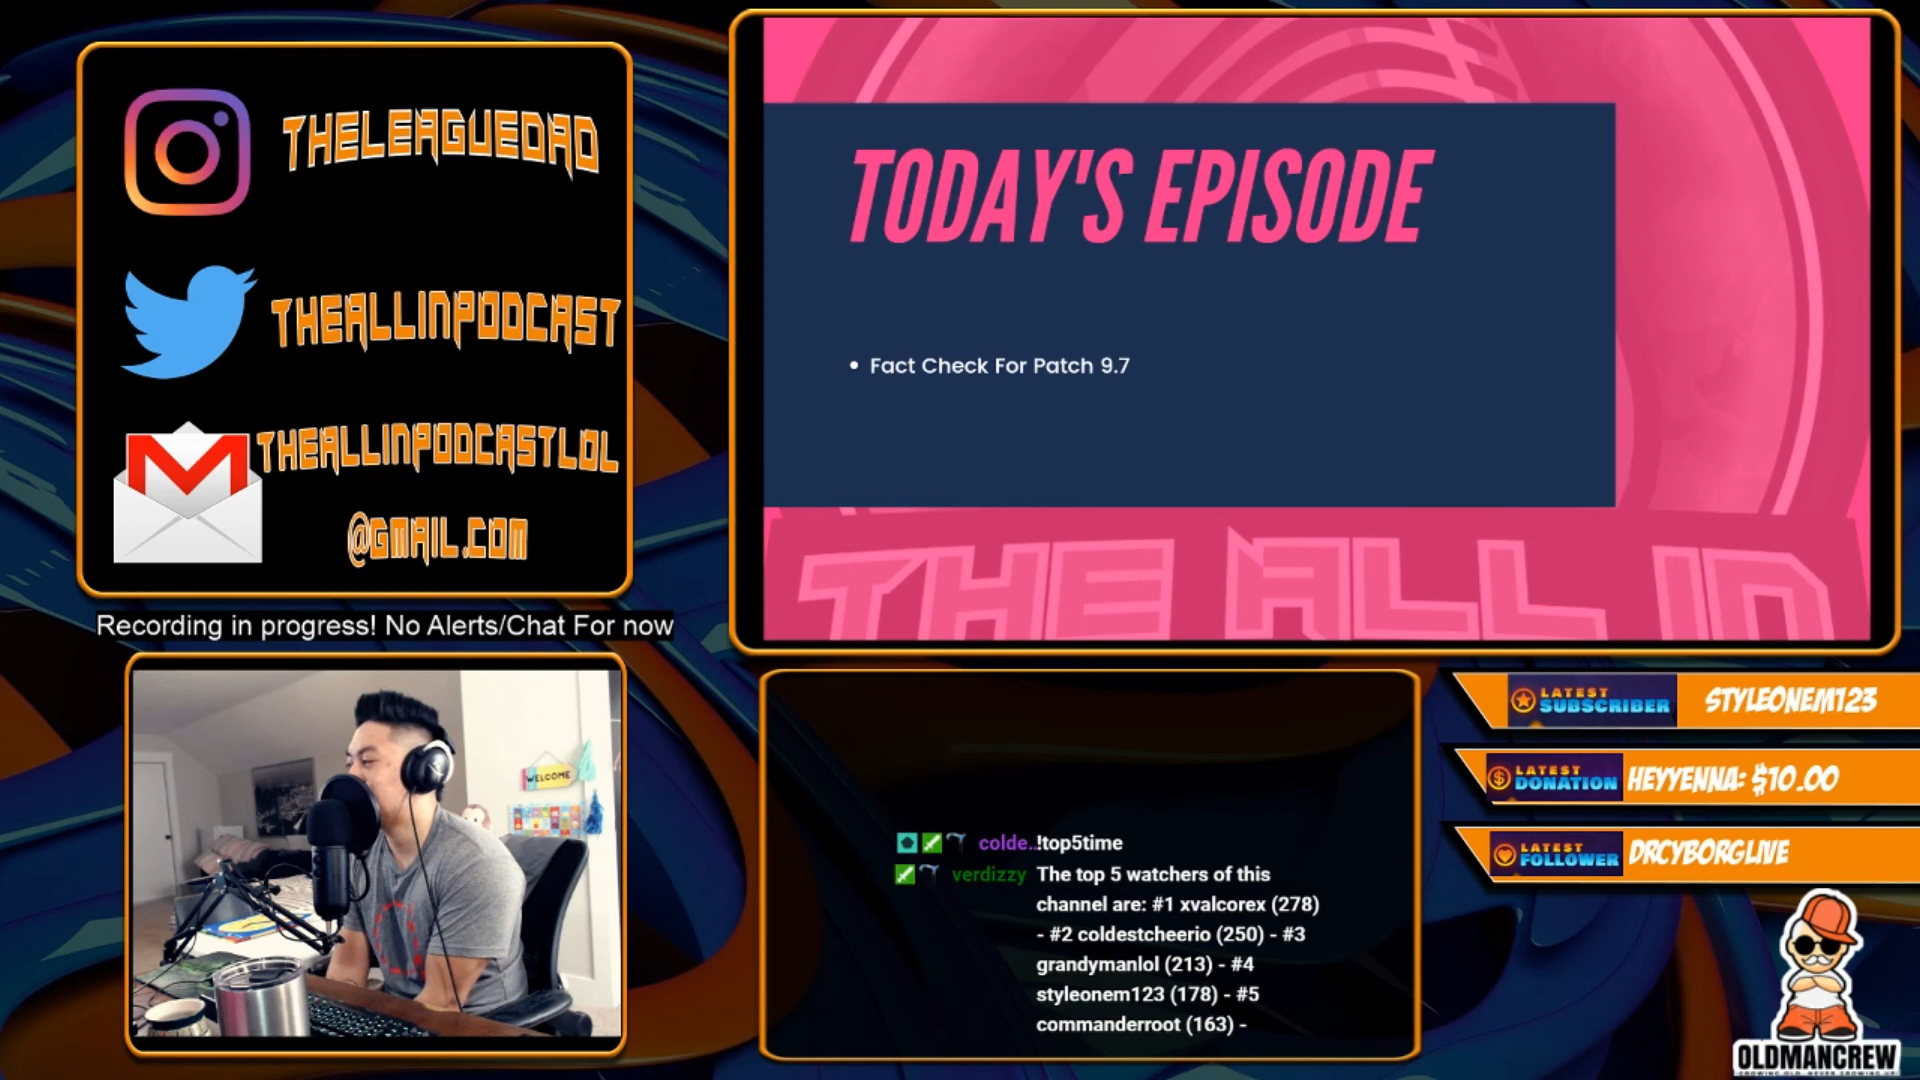 THELEAGUEDAD
THEALLINPODCAST
THEALLINPODCASTLOL
@GMAIL.COM
Recording in progress! No Alerts/Chat For now
WELCOME
TODAY'S EPISODE
• Fact Check For Patch 9.7
THE ALL IN
colde..!top5time
verdizzy The top 5 watchers of this
channel are: #1 xvalcorex (278)
- #2 coldestcheerio (250) - #3
grandymanlol (213) - #4
styleonem123 (178) - #5
commanderroot (163) -
LATEST
SUBSCRIBER STYLEONEM123
LATEST
DONATION HEYYENNA: $10.00
LATEST
FOLLOWER DRCYBORGLIVE
OLDMANCREW